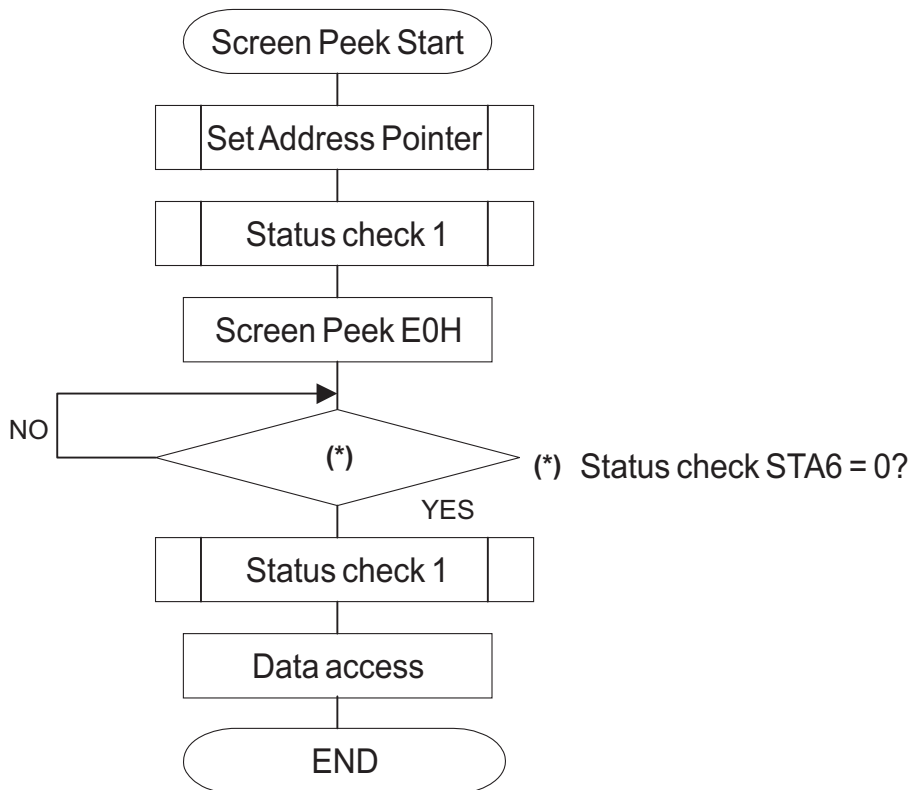 Screen Peek Start
Set Address Pointer
Status check 1
Screen Peek E0H
NO
(*)
(*) Status check STA6 = 0?
YES
Status check 1
Data access
END